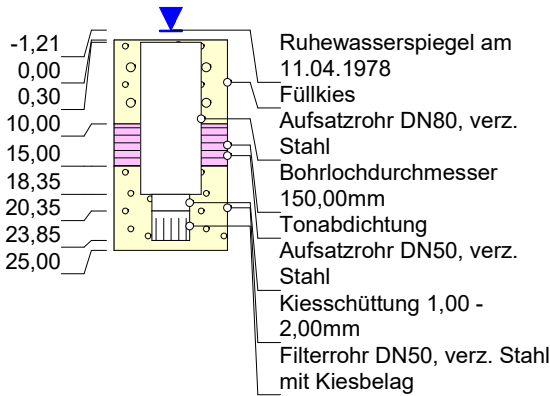 -1,21
0,00
0,30
10,00
15,00
18,35
20,35
23,85
25,00
Ruhewasserspiegel am
11.04.1978
Füllkies
Aufsatzrohr DN80, verz.
Stahl
Bohrlochdurchmesser
150,00mm
Tonabdichtung
Aufsatzrohr DN50, verz.
Stahl
Kiesschüttung 1,00 -
2,00mm
Filterrohr DN50, verz. Stahl
mit Kiesbelag